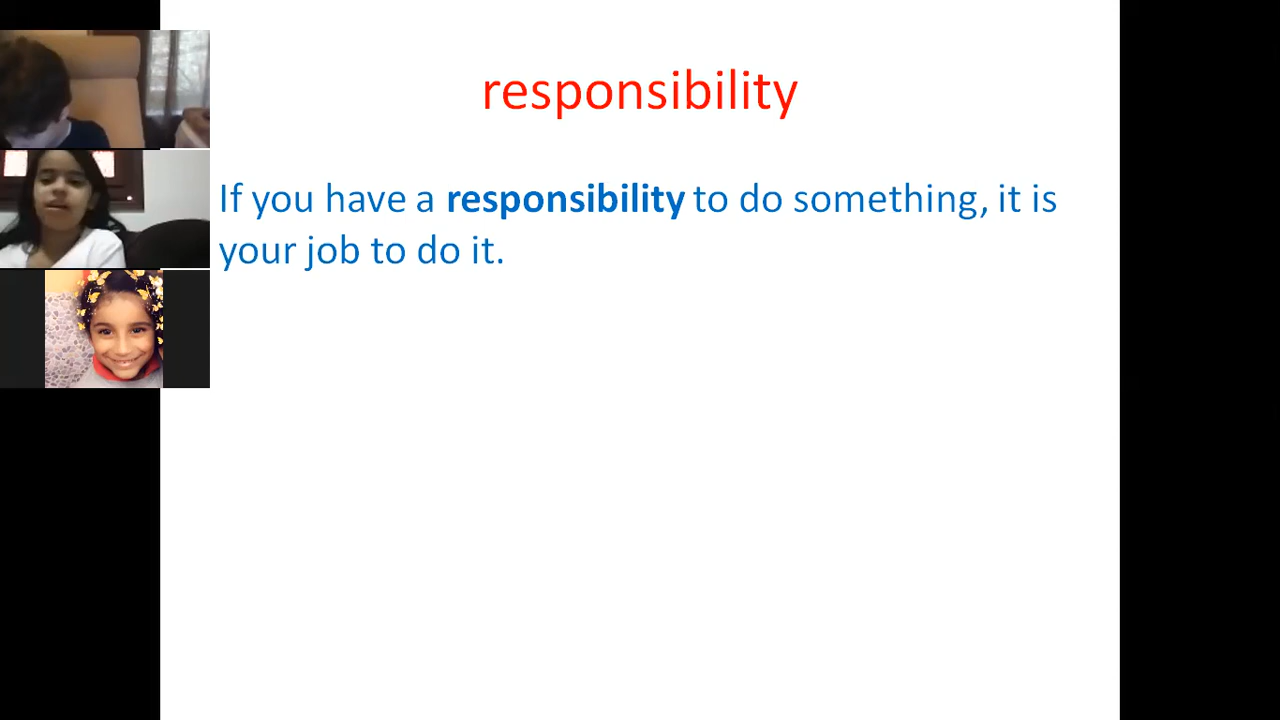 responsibility
If you have a responsibility to do something, it is
your job to do it.